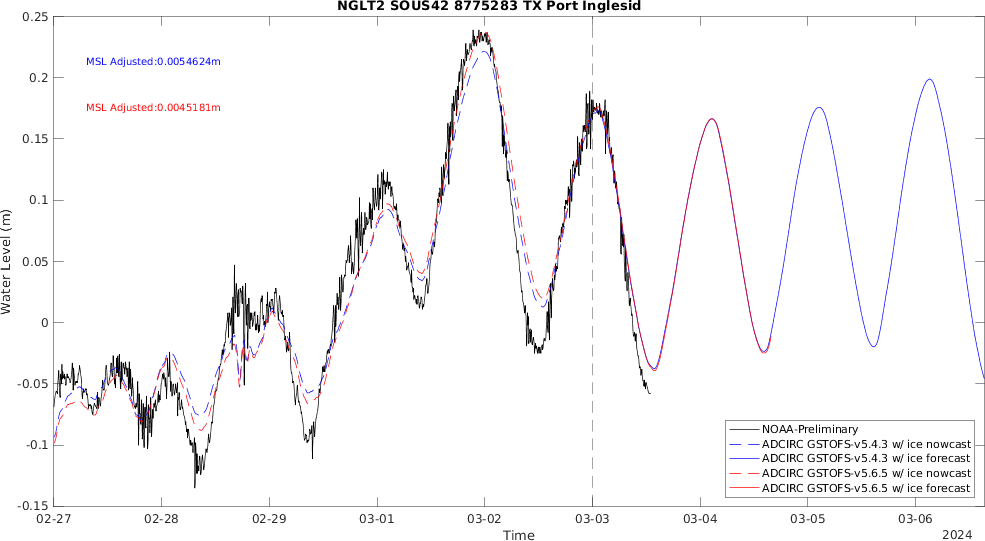 NGLT2 SOUS42 8775283 TX Port Inglesid
0.25
0.2
0.15
0.1
0.05
0
-0.05
-0.1
-0.15
Water Level (m)
MSL Adjusted:0.0054624m
MSL Adjusted:0.0045181m
NOAA-Preliminary
ADCIRC GSTOFS-v5.4.3 w/ ice nowcast
ADCIRC GSTOFS-v5.4.3 w/ ice forecast
ADCIRC GSTOFS-v5.6.5 w/ ice nowcast
ADCIRC GSTOFS-v5.6.5 w/ ice forecast
02-27 02-28 02-29 03-01 03-02 03-03 03-04 03-05 03-06
Time
2024